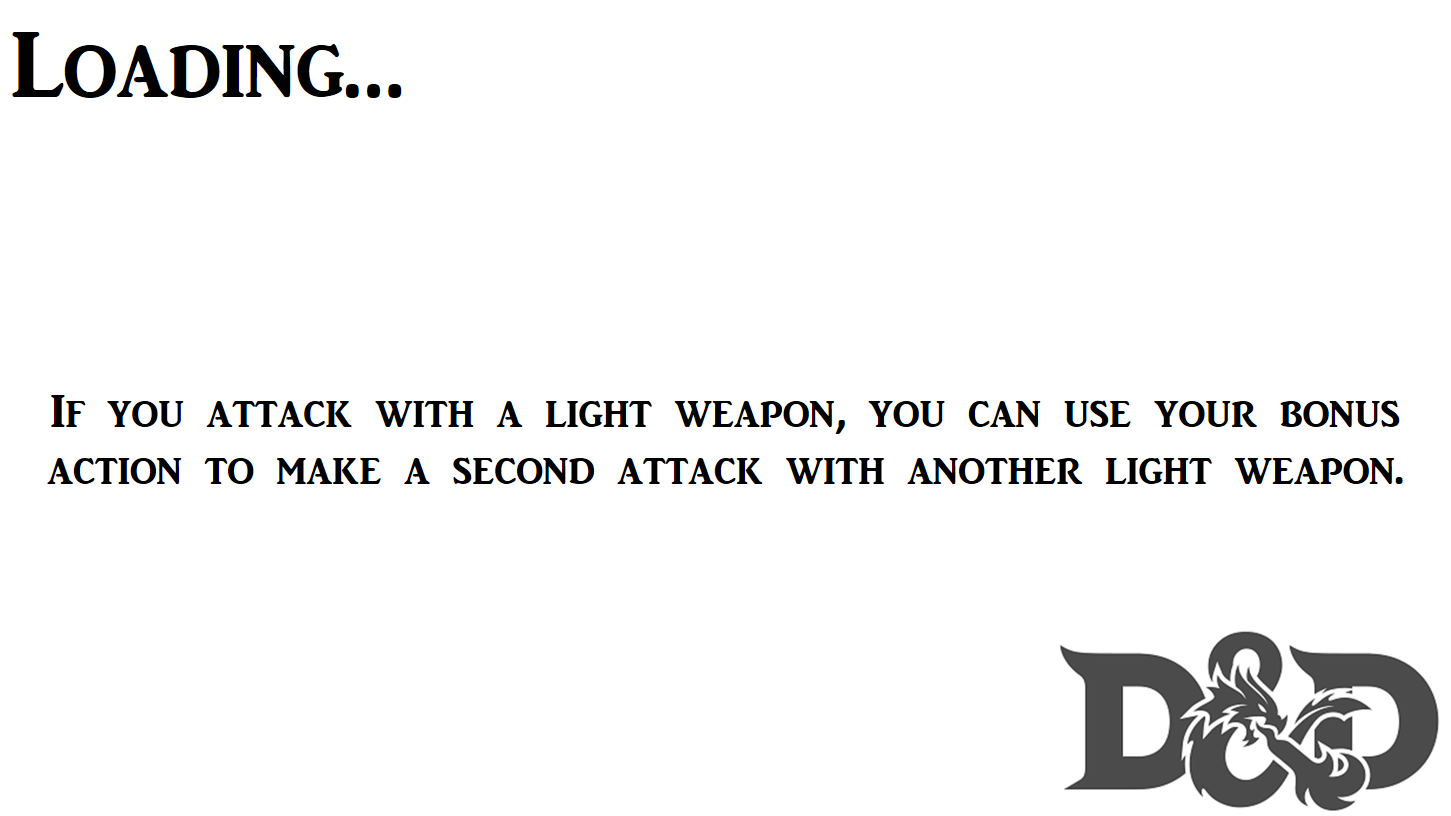 Loading...
If you attack with a light weapon, you can use your bonus
action to make a second attack with another light weapon.
D&D